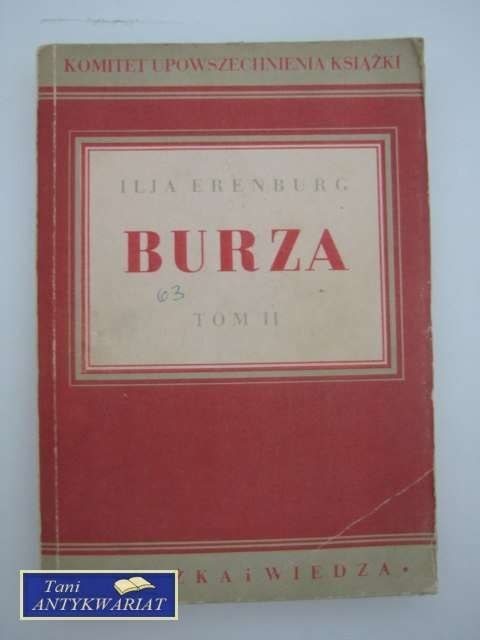 KOMITET UPOWSZECHNIENIA KSIĄŻKI
ILJA ERENBURG
BURZA
63
TOM II
ZKA i WIEDZA
Tani
ANTYKWARIAT